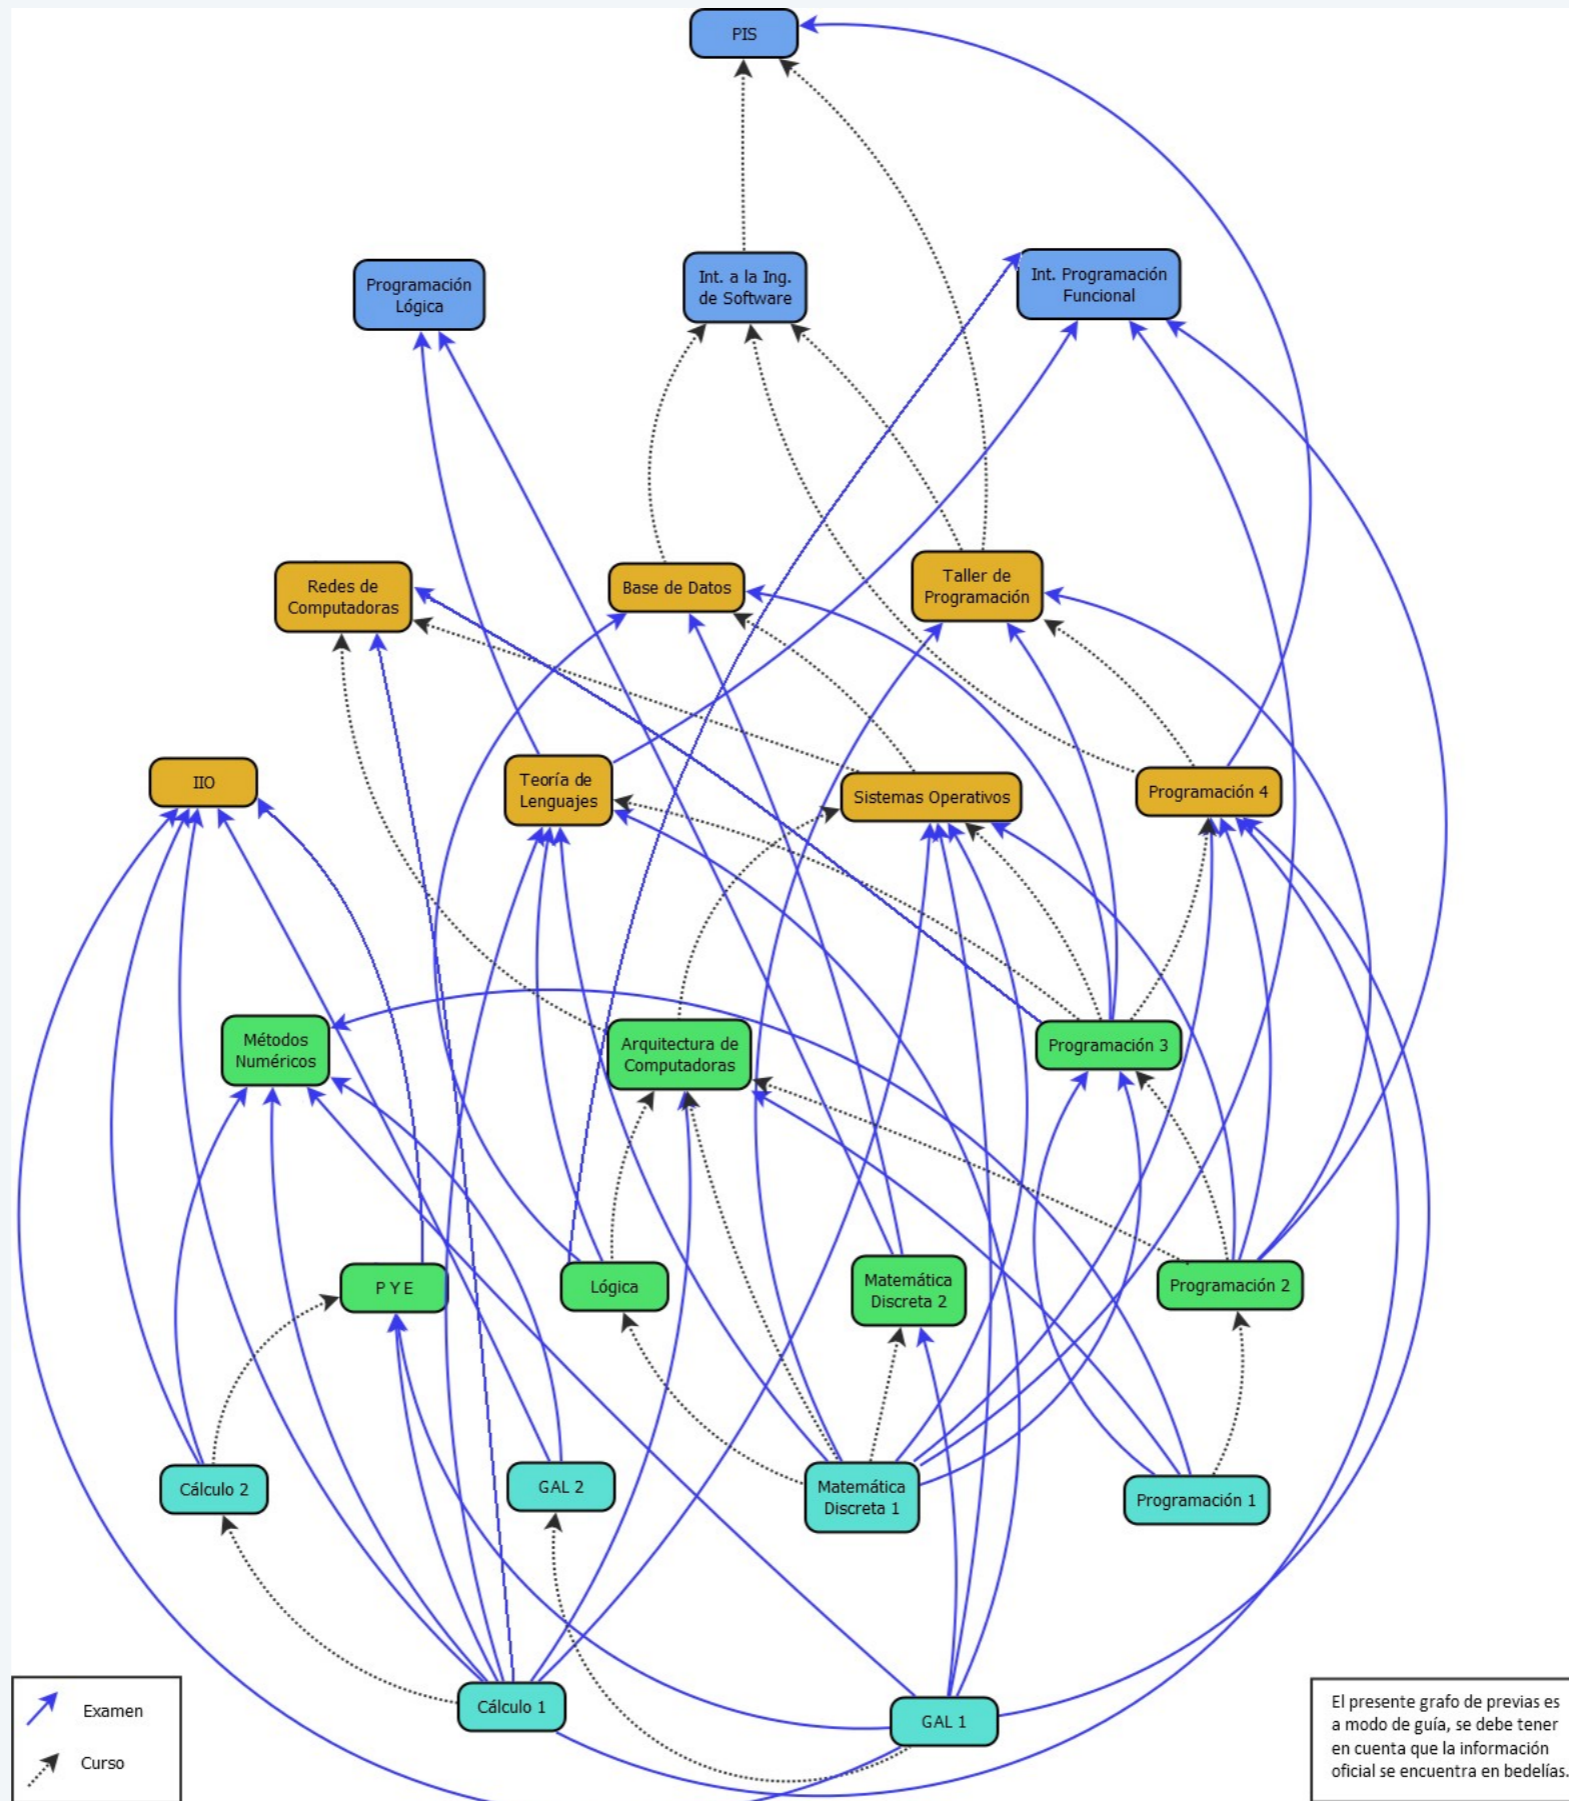 PIS
Programación
Lógica
Int. a la Ing.
de Software
Int. Programación
Funcional
Redes de
Computadoras
Base de Datos
Taller de
Programación
IIO
Teoría de
Lenguajes
Sistemas Operativos
Programación 4
Métodos
Numéricos
Arquitectura de
Computadoras
Programación 3
P Y E
Lógica
Matemática
Discreta 2
Programación 2
Cálculo 2
GAL 2
Matemática
Discreta 1
Programación 1
Cálculo 1
GAL 1
Examen
Curso
El presente grafo de previas es
a modo de guía, se debe tener
en cuenta que la información
oficial se encuentra en bedelías.